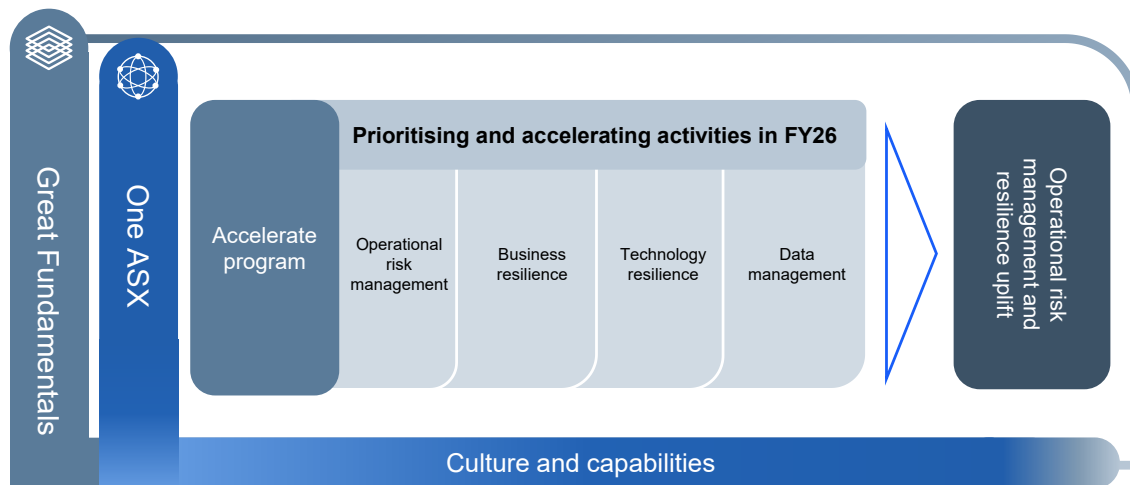 Great Fundamentals
One ASX
Accelerate
program
Prioritising and accelerating activities in FY26
Operational
risk
management
Business
resilience
Technology
resilience
Data
management
Operational risk
management and
resilience uplift
Culture and capabilities